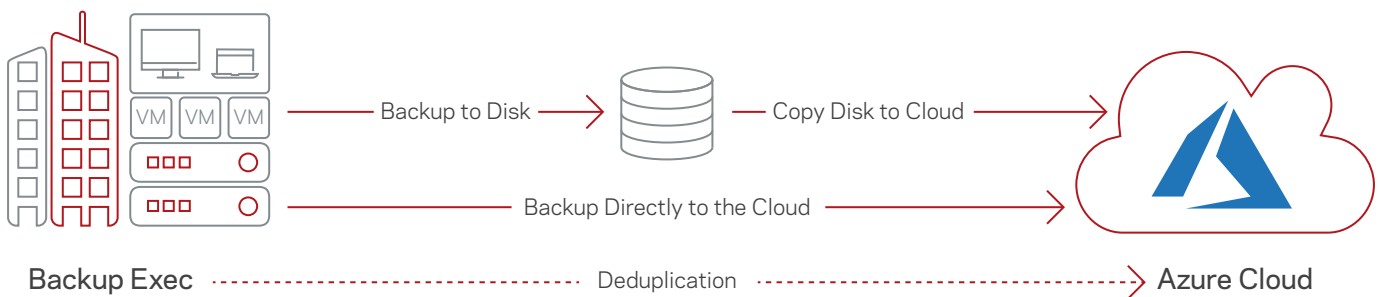 VM VM VM
Backup to Disk
Copy Disk to Cloud
Backup Directly to the Cloud
Backup Exec
Deduplication
Azure Cloud